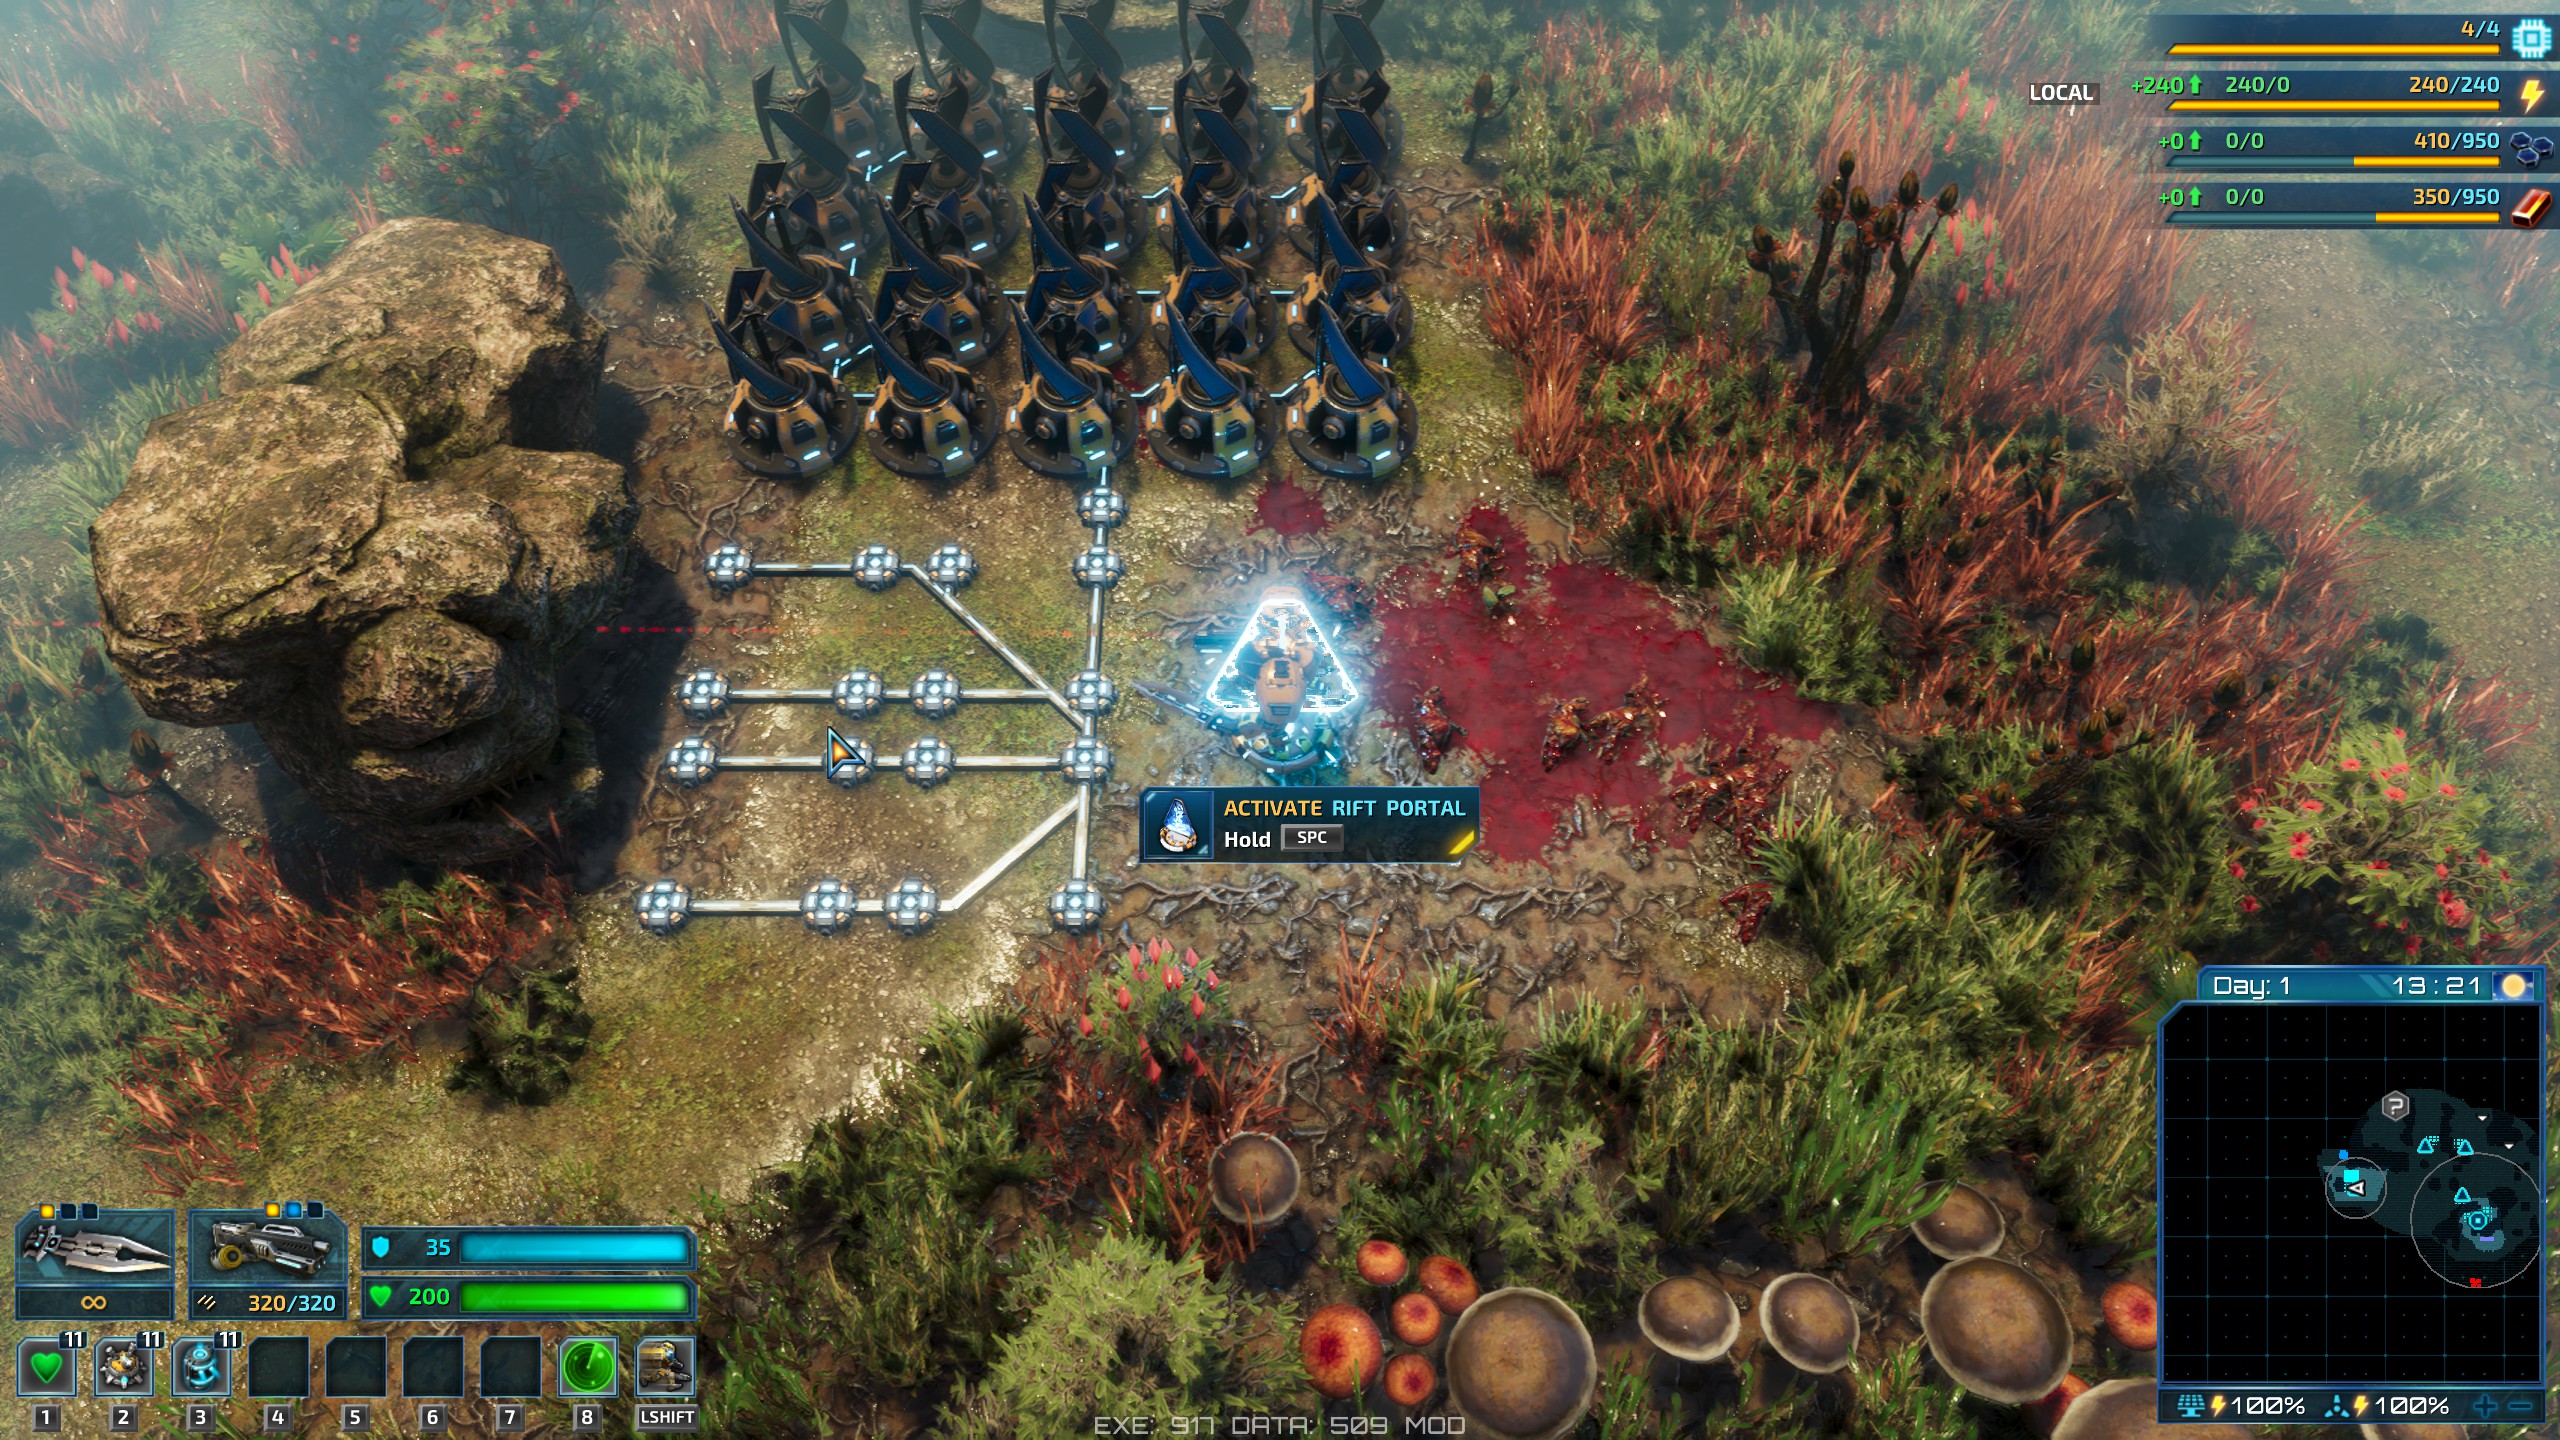 4/4
LOCAL +240 240/0 240/240
+0 0/0 410/950
+0 0/0 350/950
ACTIVATE RIFT PORTAL
Hold SPC
Day: 1 13:21
35
∞ 320/320 200
11 11 11
1 2 3 4 5 6 7 8 LSHIFT
100% 100%
EXE: 917 DATA: 509 MOD